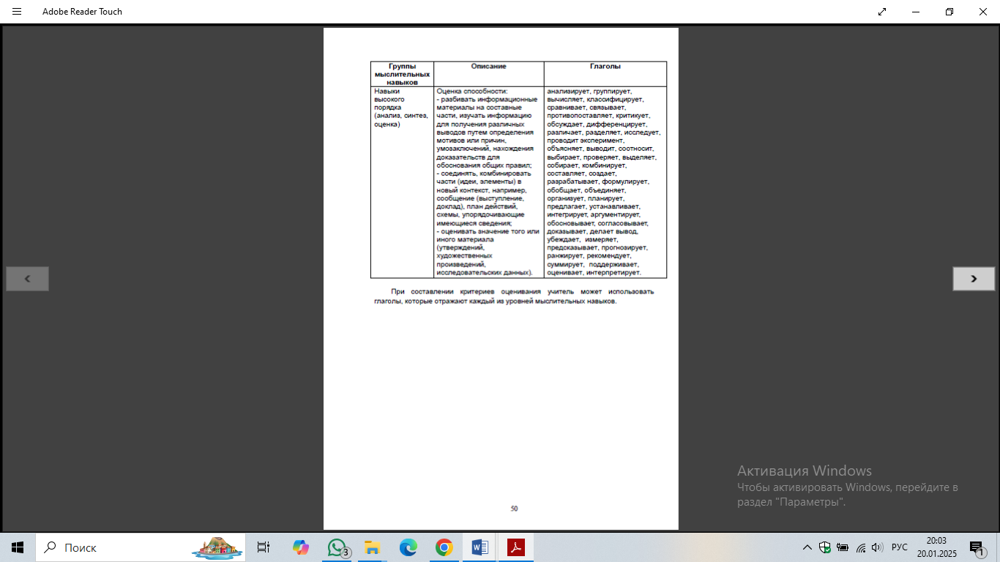 Adobe Reader Touch
Группы
мыслительных
навыков
Описание
Глаголы
Навыки
высокого
порядка
(анализ, синтез,
оценка)
Оценка способности:
- разбивать информационные
материалы на составные
части, изучать информацию
для получения различных
выводов путем определения
мотивов или причин,
умозаключений, нахождения
доказательств для
обоснования общих правил;
- соединять, комбинировать
части (идеи, элементы) в
новый контекст, например,
сообщение (выступление,
доклад), план действий,
схемы, упорядочивающие
имеющиеся сведения;
- оценивать значение того или
иного материала
(утверждений,
художественных
произведений,
исследовательских данных).
анализирует, группирует,
вычисляет, классифицирует,
сравнивает, связывает,
противопоставляет, критикует,
обсуждает, дифференцирует,
различает, разделяет, исследует,
проводит эксперимент,
объясняет, выводит, соотносит,
выбирает, проверяет, выделяет,
собирает, комбинирует,
составляет, создает,
разрабатывает, формулирует,
обобщает, объединяет,
организует, планирует,
предлагает, устанавливает,
интегрирует, аргументирует,
обосновывает, согласовывает,
доказывает, делает вывод,
убеждает, измеряет,
предсказывает, прогнозирует,
ранжирует, рекомендует,
суммирует, поддерживает,
оценивает, интерпретирует.
При составлении критериев оценивания учитель может использовать
глаголы, которые отражают каждый из уровней мыслительных навыков.
50
Активация Windows
Чтобы активировать Windows, перейдите в
раздел "Параметры".
Поиск
3
РУС
20:03
20.01.2025
1